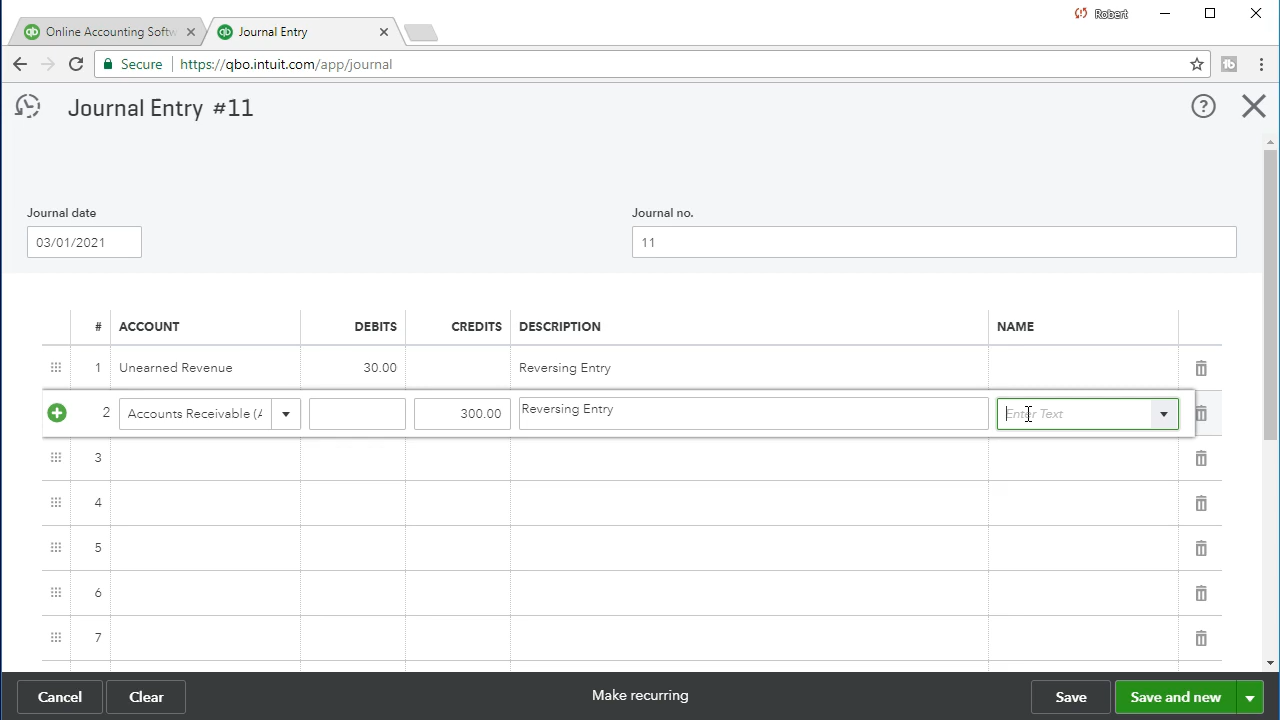 Robert
Online Accounting Softw
Journal Entry
Secure
https://qbo.intuit.com/app/journal
Journal Entry #11
Journal date
Journal no.
03/01/2021
11
# ACCOUNT DEBITS CREDITS DESCRIPTION NAME
1 Unearned Revenue 30.00 Reversing Entry
2 Accounts Receivable (A 300.00 Reversing Entry Enter Text
3
4
5
6
7
Cancel Clear Make recurring Save Save and new